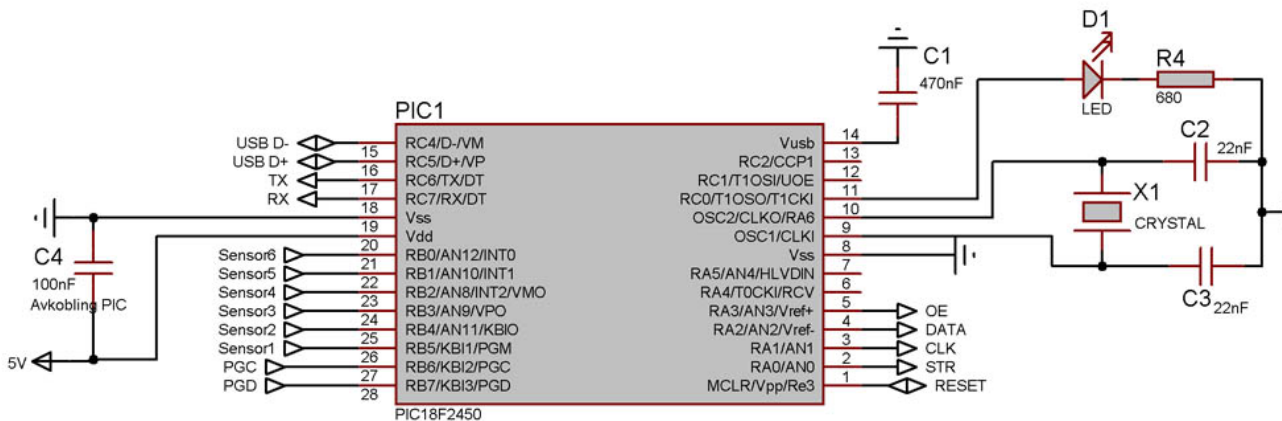 D1
LED
R4
680
C1
470nF
C2
22nF
X1
CRYSTAL
C3
22nF
PIC1
USB D-
USB D+
TX
RX
C4
100nF
Avkobling PIC
5V
Sensor6
Sensor5
Sensor4
Sensor3
Sensor2
Sensor1
PGC
PGD
15
16
17
18
19
20
21
22
23
24
25
26
27
28
RC4/D-/VM
RC5/D+/VP
RC6/TX/DT
RC7/RX/DT
Vss
Vdd
RB0/AN12/INT0
RB1/AN10/INT1
RB2/AN8/INT2/VMO
RB3/AN9/VPO
RB4/AN11/KBIO
RB5/KBI1/PGM
RB6/KBI2/PGC
RB7/KBI3/PGD
Vusb 14
RC2/CCP1 13
RC1/T1OSI/UOE 12
RC0/T1OSO/T1CKI 11
OSC2/CLKO/RA6 10
OSC1/CLKI 9
Vss 8
RA5/AN4/HLVDIN 7
RA4/T0CKI/RCV 6
RA3/AN3/Vref+ 5 OE
RA2/AN2/Vref- 4 DATA
RA1/AN1 3 CLK
RA0/AN0 2 STR
MCLR/Vpp/Re3 1 RESET
PIC18F2450